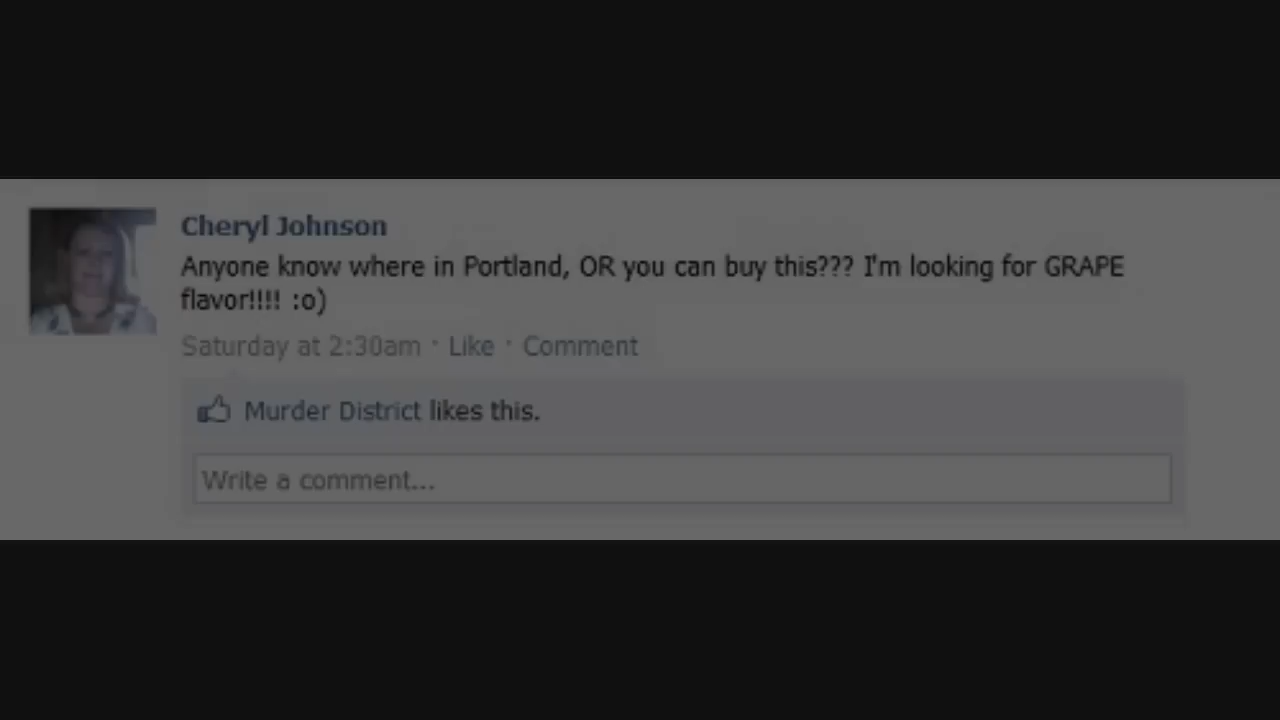 Cheryl Johnson
Anyone know where in Portland, OR you can buy this??? I'm looking for GRAPE
flavor!!!! :o)
Saturday at 2:30am · Like · Comment
Murder District likes this.
Write a comment...